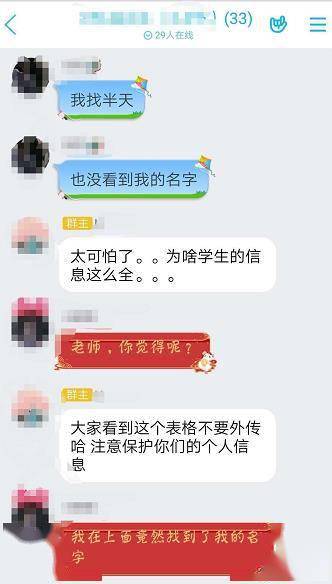 (33)
29人在线
我找半天
也没看到我的名字
群主
太可怕了。。为啥学生的信
息这么全。。。
老师，你觉得呢？
群主
大家看到这个表格不要外传
哈 注意保护你们的个人信
息
我在上面竟然找到了我的名
字